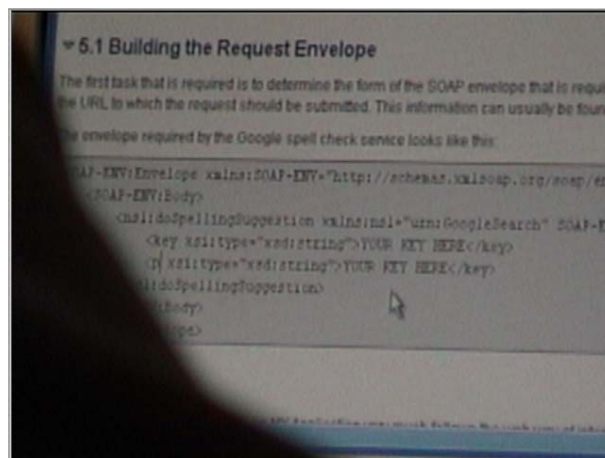 5.1 Building the Request Envelope
The first task that is required is to determine the form of the SOAP envelope that is
the URL to which the request should be submitted. This information can usually be
envelope required by the Google spell check service looks like this:
SOAP-ENV:Envelope xmlns:SOAP-ENV="http://schemas.xmlsoap.org/soap/
<SOAP-ENV:Body>
<ns1:doSpellingSuggestion xmlns:ns1="urn:GoogleSearch"
<key xsi:type="xsd:string">YOUR KEY HERE</key>
<p xsi:type="xsd:string">YOUR KEY HERE</key>
:doSpellingSuggestion>
:Body>